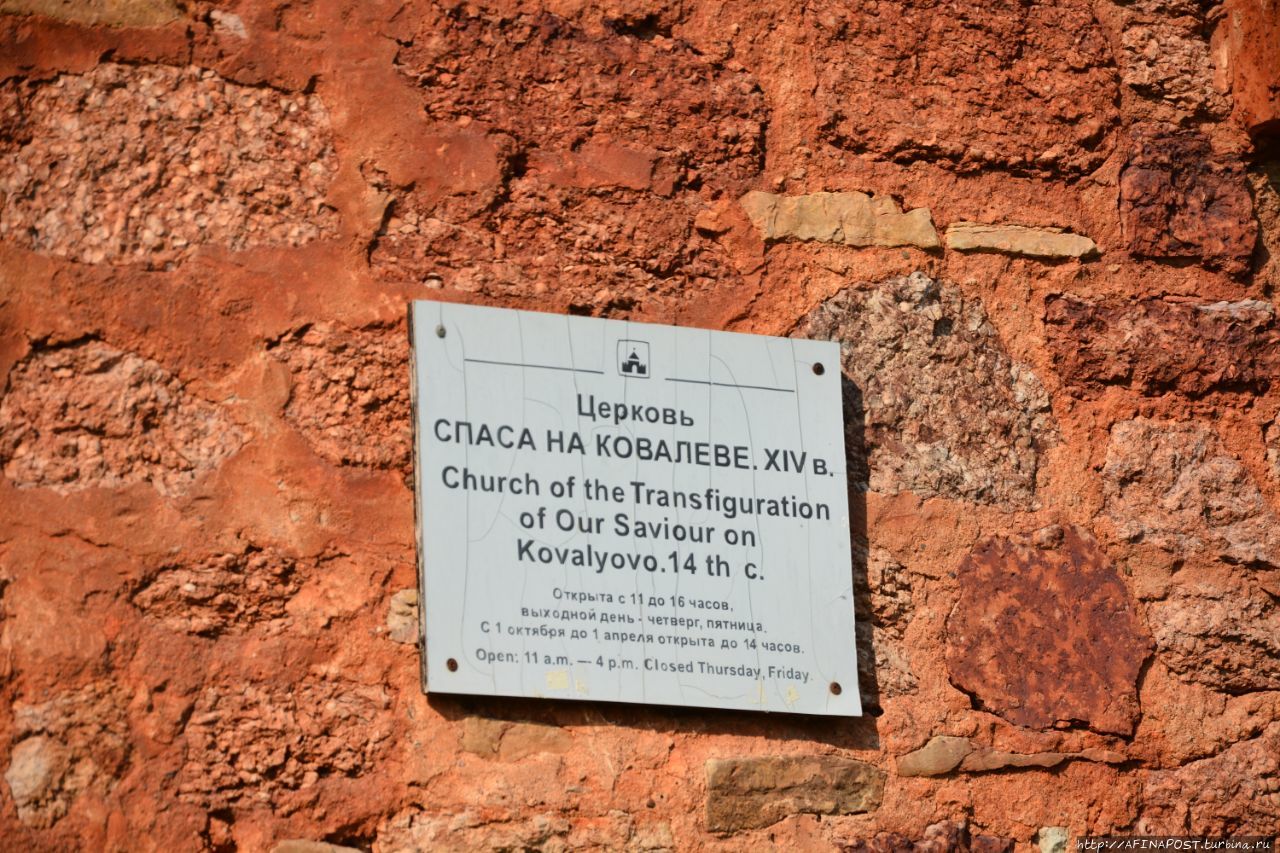 Церковь
СПАСА НА КОВАЛЕВЕ. XIV в.
Church of the Transfiguration
of Our Saviour on
Kovalyovo.14 th c.
Открыта с 11 до 16 часов,
выходной день - четверг, пятница.
С 1 октября до 1 апреля открыта до 14 часов.
Open: 11 a.m. — 4 p.m. Closed Thursday, Friday.
http://AFINAPOST.turbina.ru